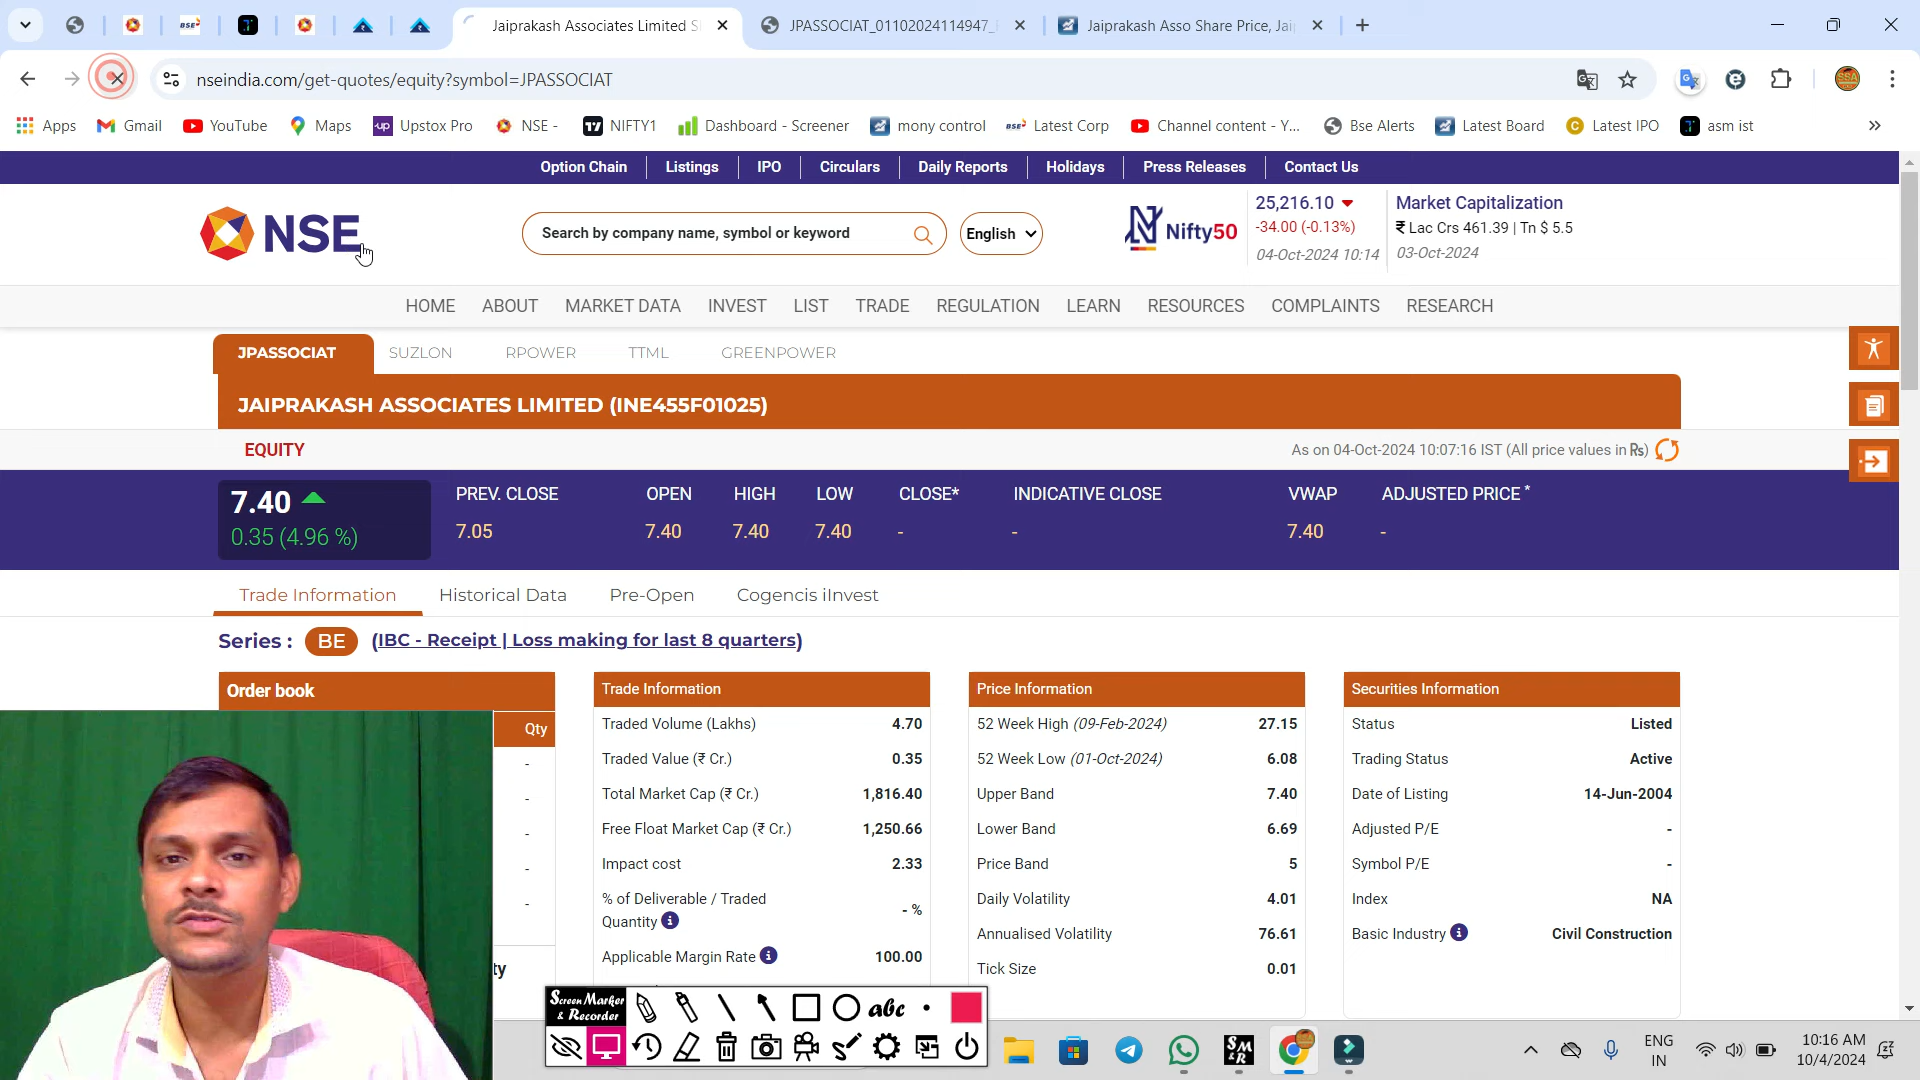 Jaiprakash Associates Limited S
JPASSOCIAT_01102024114947_
Jaiprakash Asso Share Price, Jai
nseindia.com/get-quotes/equity?symbol=JPASSOCIAT
Apps
Gmail
YouTube
Maps
up
Upstox Pro
NSE -
NIFTY1
Dashboard - Screener
mony control
BSE
Latest Corp
Channel content - Y...
Bse Alerts
Latest Board
Latest IPO
asm ist
Option Chain
Listings
IPO
Circulars
Daily Reports
Holidays
Press Releases
Contact Us
NSE
Search by company name, symbol or keyword
English
Nifty50
25,216.10
-34.00 (-0.13%)
04-Oct-2024 10:14
Market Capitalization
₹ Lac Crs 461.39 | Tn $ 5.5
03-Oct-2024
HOME
ABOUT
MARKET DATA
INVEST
LIST
TRADE
REGULATION
LEARN
RESOURCES
COMPLAINTS
RESEARCH
JPASSOCIAT
SUZLON
RPOWER
TTML
GREENPOWER
JAIPRAKASH ASSOCIATES LIMITED (INE455F01025)
EQUITY
As on 04-Oct-2024 10:07:16 IST (All price values in Rs)
7.40
0.35 (4.96 %)
PREV. CLOSE
OPEN
HIGH
LOW
CLOSE*
INDICATIVE CLOSE
VWAP
ADJUSTED PRICE *
7.05
7.40
7.40
7.40
-
-
7.40
-
Trade Information
Historical Data
Pre-Open
Cogencis iInvest
Series :
BE
(IBC - Receipt | Loss making for last 8 quarters)
Order book
Qty
-
-
-
-
-
ty
Trade Information
Traded Volume (Lakhs) 4.70
Traded Value (₹ Cr.) 0.35
Total Market Cap (₹ Cr.) 1,816.40
Free Float Market Cap (₹ Cr.) 1,250.66
Impact cost 2.33
% of Deliverable / Traded
Quantity - %
Applicable Margin Rate 100.00
Price Information
52 Week High (09-Feb-2024) 27.15
52 Week Low (01-Oct-2024) 6.08
Upper Band 7.40
Lower Band 6.69
Price Band 5
Daily Volatility 4.01
Annualised Volatility 76.61
Tick Size 0.01
Securities Information
Status Listed
Trading Status Active
Date of Listing 14-Jun-2004
Adjusted P/E -
Symbol P/E -
Index NA
Basic Industry Civil Construction
Screen Marker
& Recorder
abc
SM
&R
ENG
IN
10:16 AM
10/4/2024